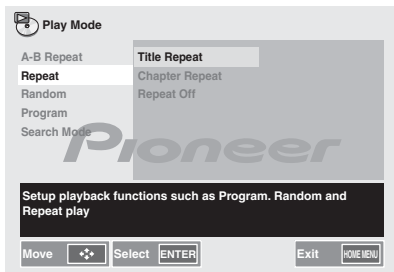 Play Mode
A-B Repeat
Repeat
Random
Program
Search Mode
Title Repeat
Chapter Repeat
Repeat Off
Pioneer
Setup playback functions such as Program. Random and
Repeat play
Move Select ENTER Exit HOME MENU